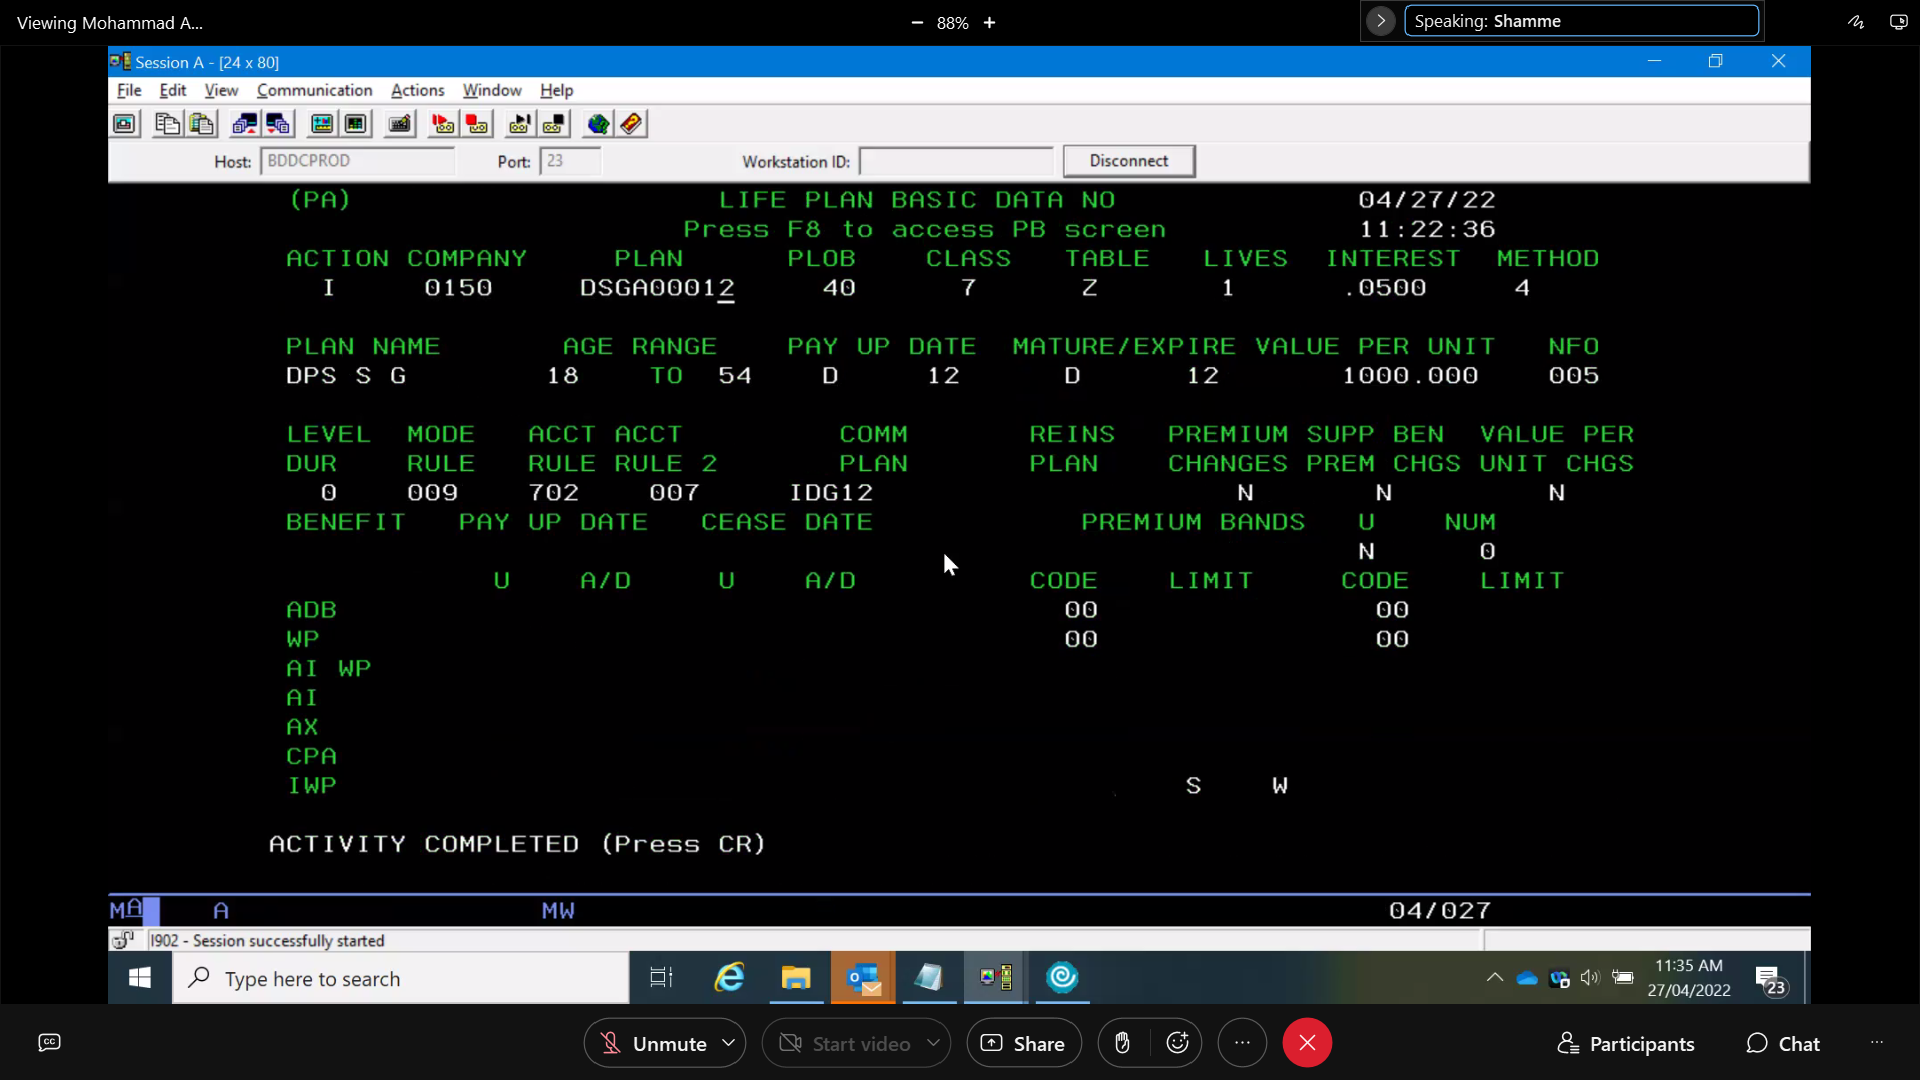 Viewing Mohammad A...
88%
Speaking: Shamme
Session A - [24 x 80]
File Edit View Communication Actions Window Help
Host: BDDCPROD Port: 23 Workstation ID: Disconnect
(PA) LIFE PLAN BASIC DATA NO 04/27/22
Press F8 to access PB screen 11:22:36
ACTION COMPANY PLAN PLOB CLASS TABLE LIVES INTEREST METHOD
I 0150 DSGA00012 40 7 Z 1 .0500 4
PLAN NAME AGE RANGE PAY UP DATE MATURE/EXPIRE VALUE PER UNIT NFO
DPS S G 18 TO 54 D 12 D 12 1000.000 005
LEVEL MODE ACCT ACCT COMM REINS PREMIUM SUPP BEN VALUE PER
DUR RULE RULE RULE 2 PLAN PLAN CHANGES PREM CHGS UNIT CHGS
0 009 702 007 IDG12 N N N
BENEFIT PAY UP DATE CEASE DATE PREMIUM BANDS U NUM
N 0
U A/D U A/D CODE LIMIT CODE LIMIT
ADB 00 00
WP 00 00
AI WP
AI
AX
CPA
IWP S W
ACTIVITY COMPLETED (Press CR)
MA A MW 04/027
I902 - Session successfully started
Type here to search
11:35 AM
27/04/2022
23
Unmute Start video Share Participants Chat